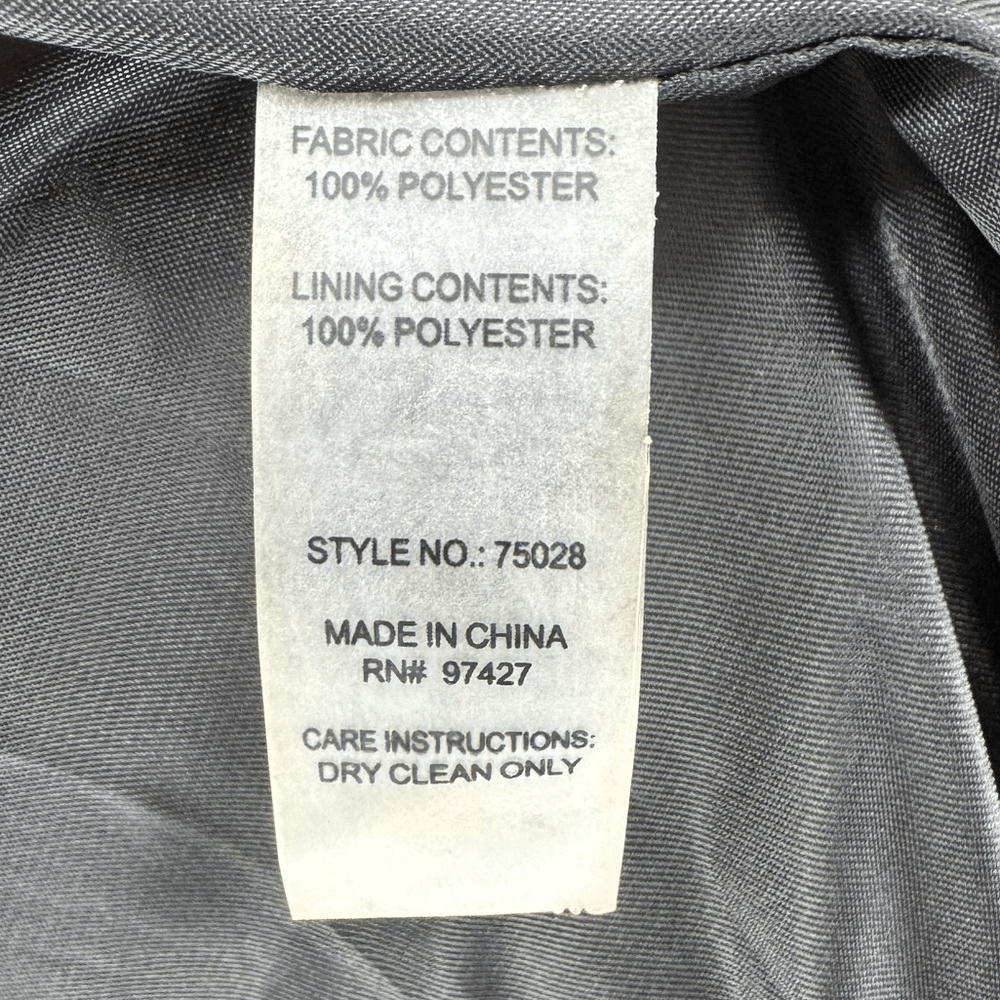 FABRIC CONTENTS:
100% POLYESTER
LINING CONTENTS:
100% POLYESTER
STYLE NO.: 75028
MADE IN CHINA
RN# 97427
CARE INSTRUCTIONS:
DRY CLEAN ONLY